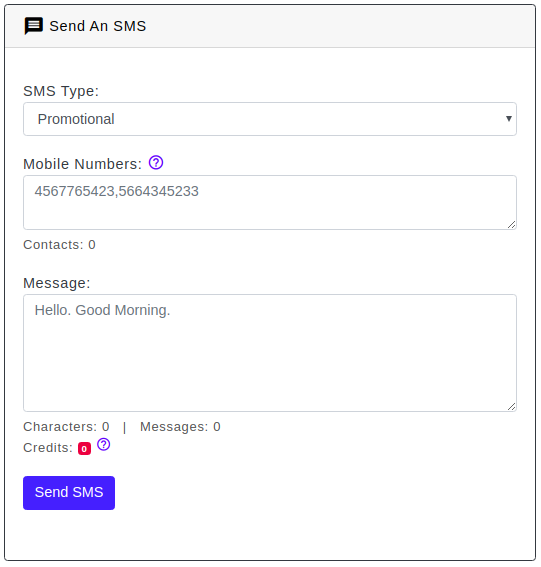 Send An SMS
SMS Type:
Promotional
Mobile Numbers:
4567765423,5664345233
Contacts: 0
Message:
Hello. Good Morning.
Characters: 0 | Messages: 0
Credits: 0
Send SMS